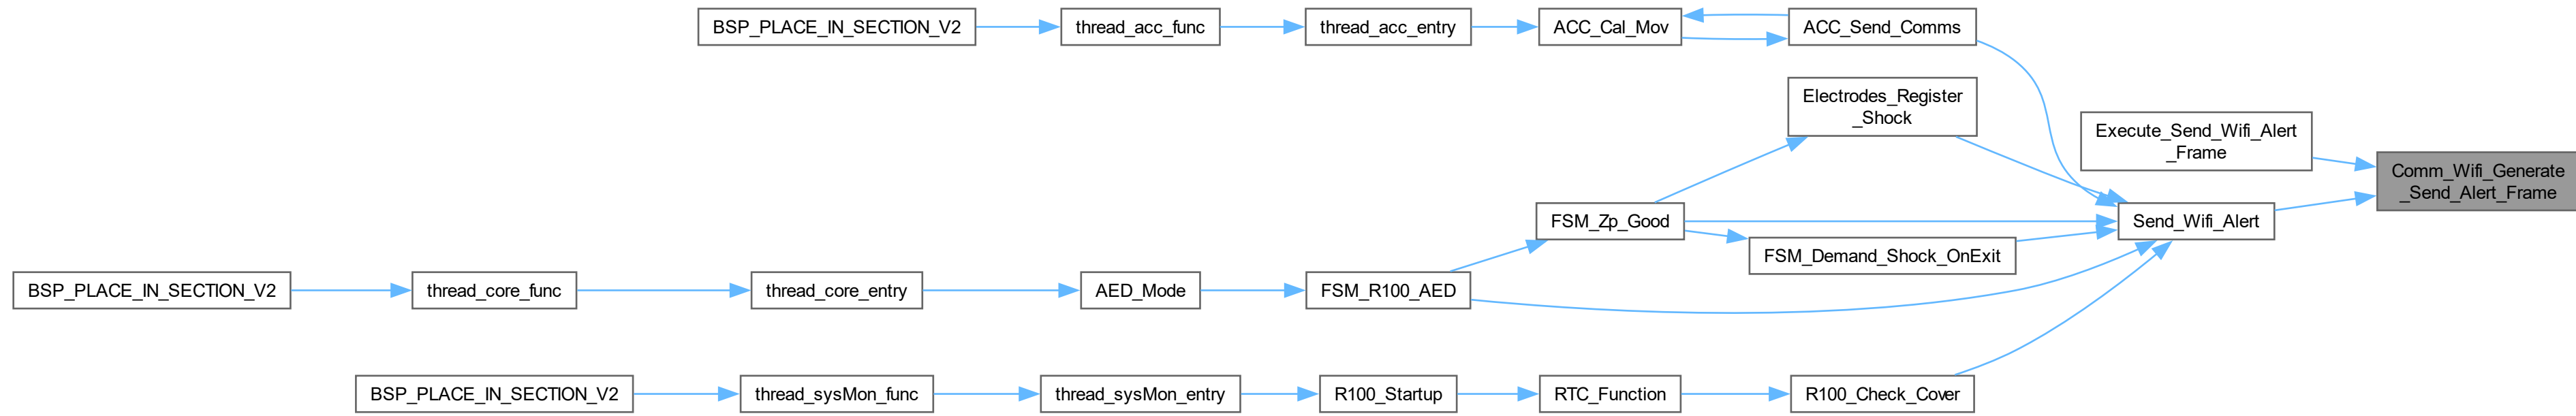 BSP_PLACE_IN_SECTION_V2
thread_acc_func
thread_acc_entry
ACC_Cal_Mov
ACC_Send_Comms
Electrodes_Register
_Shock
Execute_Send_Wifi_Alert
_Frame
Comm_Wifi_Generate
_Send_Alert_Frame
FSM_Zp_Good
Send_Wifi_Alert
FSM_Demand_Shock_OnExit
BSP_PLACE_IN_SECTION_V2
thread_core_func
thread_core_entry
AED_Mode
FSM_R100_AED
BSP_PLACE_IN_SECTION_V2
thread_sysMon_func
thread_sysMon_entry
R100_Startup
RTC_Function
R100_Check_Cover